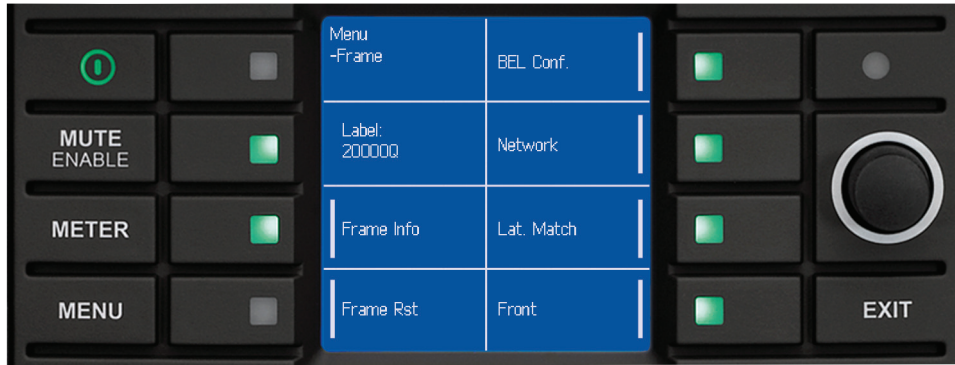 MUTE
ENABLE
METER
MENU
Menu
-Frame
BEL Conf.
Label:
20000Q
Network
Frame Info
Lat. Match
Frame Rst
Front
EXIT